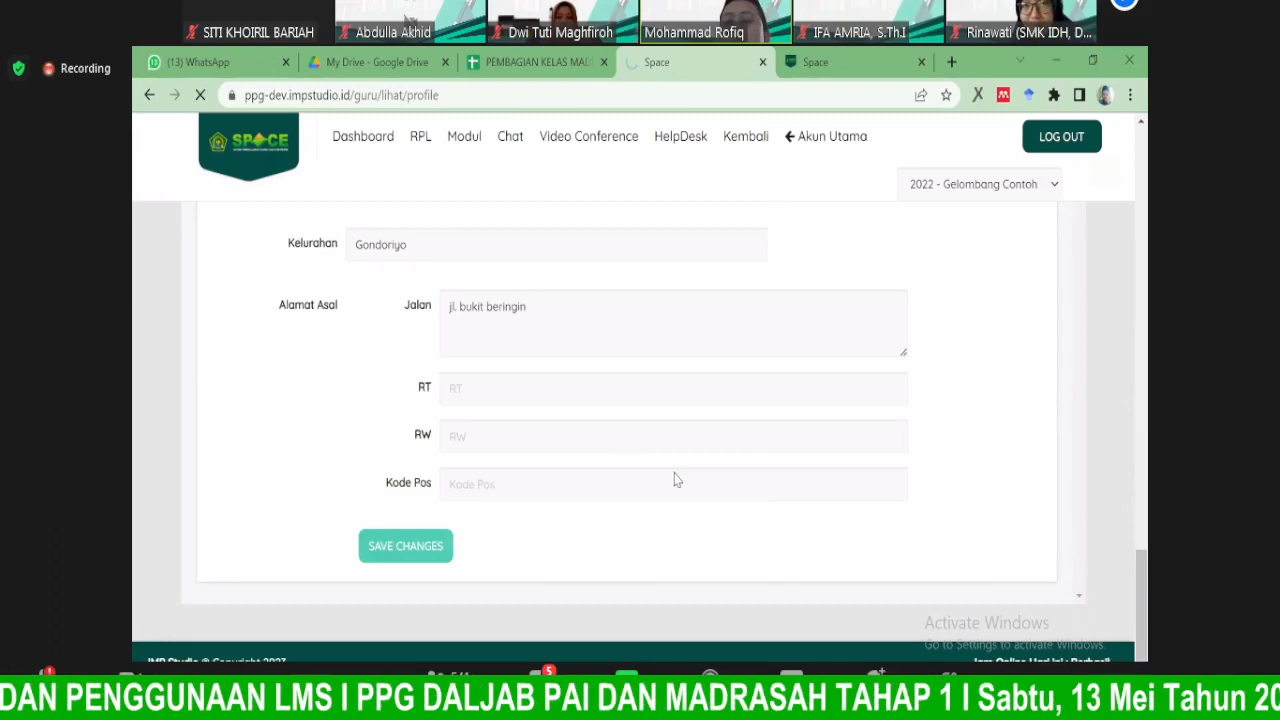 SITI KHOIRIL BARIAH
Abdulla Akhid
Dwi Tuti Maghfiroh
Mohammad Rofiq
IFA AMRIA, S.Th.I
Rinawati (SMK IDH, D...
Recording
(13) WhatsApp
My Drive - Google Drive
PEMBAGIAN KELAS MAD
Space
Space
ppg-dev.impstudio.id/guru/lihat/profile
SPACE
Dashboard
RPL
Modul
Chat
Video Conference
HelpDesk
Kembali
Akun Utama
LOG OUT
2022 - Gelombang Contoh
Kelurahan
Gondoriyo
Alamat Asal
Jalan
jl. bukit beringin
RT
RT
RW
RW
Kode Pos
Kode Pos
SAVE CHANGES
Activate Windows
Go to Settings to activate Windows.
5
DAN PENGGUNAAN LMS I PPG DALJAB PAI DAN MADRASAH TAHAP 1 I Sabtu, 13 Mei Tahun 20